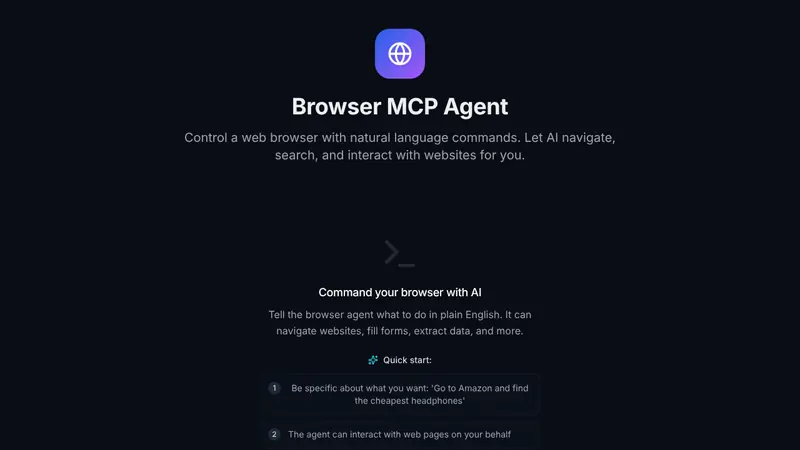 Browser MCP Agent
Control a web browser with natural language commands. Let AI navigate,
search, and interact with websites for you.
Command your browser with AI
Tell the browser agent what to do in plain English. It can
navigate websites, fill forms, extract data, and more.
Quick start:
1 Be specific about what you want: 'Go to Amazon and find
the cheapest headphones'
2 The agent can interact with web pages on your behalf